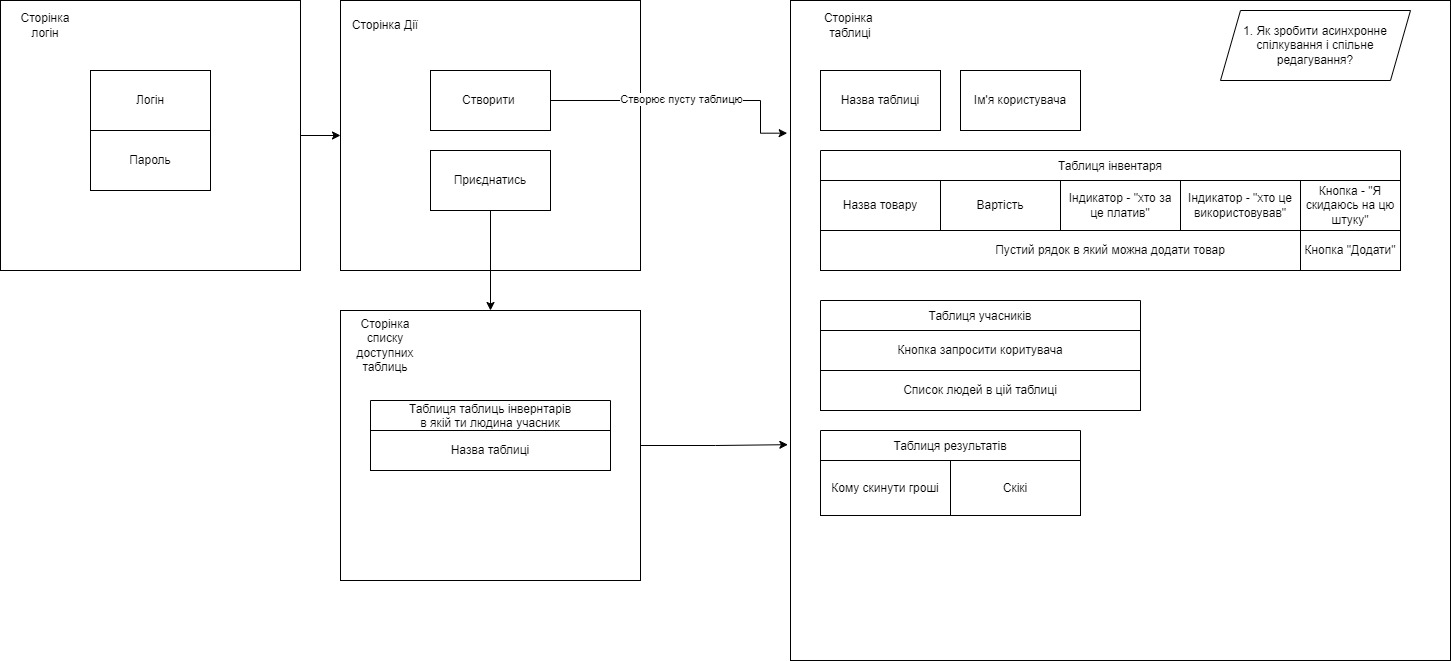 Сторінка
логін
Логін
Пароль
Сторінка Дії
Створити
Приєднатись
Створює пусту таблицю
Сторінка
списку
доступних
таблиць
Таблиця таблиць інвернтарів
в якій ти людина учасник
Назва таблиці
Сторінка
таблиці
1. Як зробити асинхронне
спілкування і спільне
редагування?
Назва таблиці
Ім'я користувача
Таблиця інвентаря
Назва товару
Вартість
Індикатор - "хто за
це платив"
Індикатор - "хто це
використовував"
Кнопка - "Я
скидаюсь на цю
штуку"
Пустий рядок в який можна додати товар
Кнопка "Додати"
Таблиця учасників
Кнопка запросити коритувача
Список людей в цій таблиці
Таблиця результатів
Кому скинути гроші
Скікі